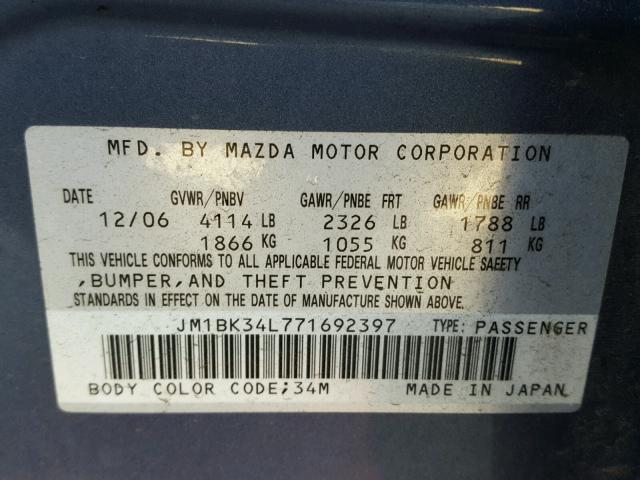 MFD. BY MAZDA MOTOR CORPORATION
DATE GVWR/PNBV GAWR/PNBE FRT GAWR/PNBE RR
12/06 4114 LB 2326 LB 1788 LB
1866 KG 1055 KG 811 KG
THIS VEHICLE CONFORMS TO ALL APPLICABLE FEDERAL MOTOR VEHICLE SAFETY
,BUMPER,AND THEFT PREVENTION
STANDARDS IN EFFECT ON THE DATE OF MANUFACTURE SHOWN ABOVE.
JM1BK34L771692397 TYPE: PASSENGER
BODY COLOR CODE;34M MADE IN JAPAN